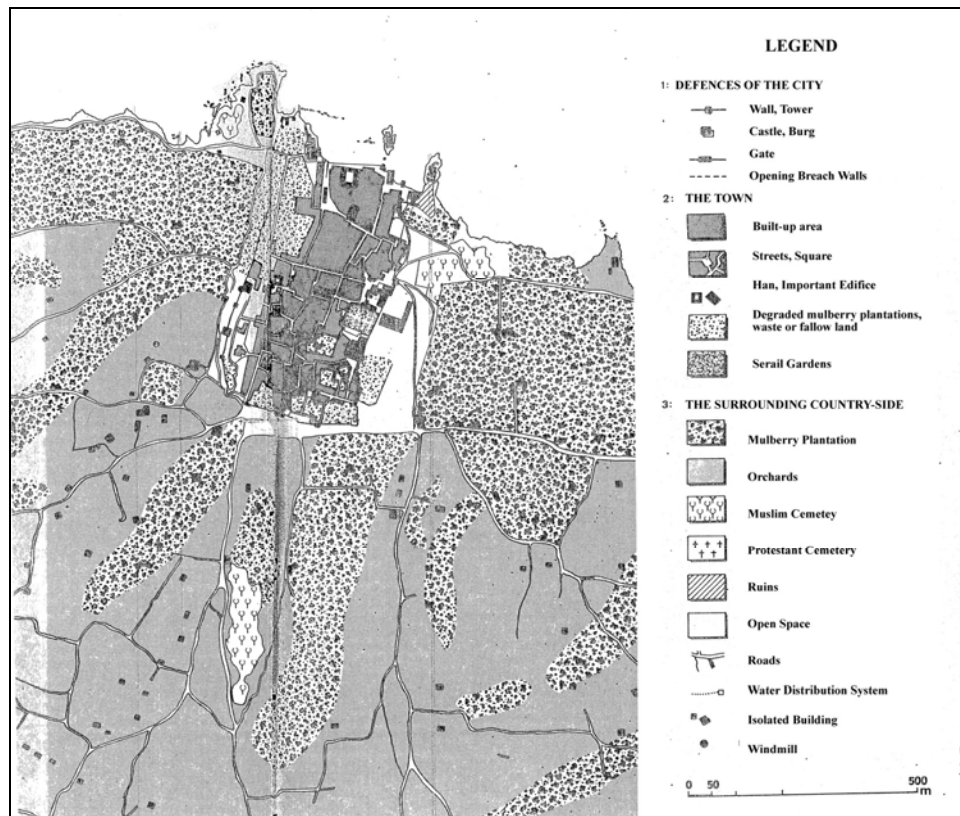 LEGEND
1: DEFENCES OF THE CITY
Wall, Tower
Castle, Burg
Gate
Opening Breach Walls
2: THE TOWN
Built-up area
Streets, Square
Han, Important Edifice
Degraded mulberry plantations,
waste or fallow land
Serail Gardens
3: THE SURROUNDING COUNTRY-SIDE
Mulberry Plantation
Orchards
Muslim Cemetey
Protestant Cemetery
Ruins
Open Space
Roads
Water Distribution System
Isolated Building
Windmill
0 50 500
m